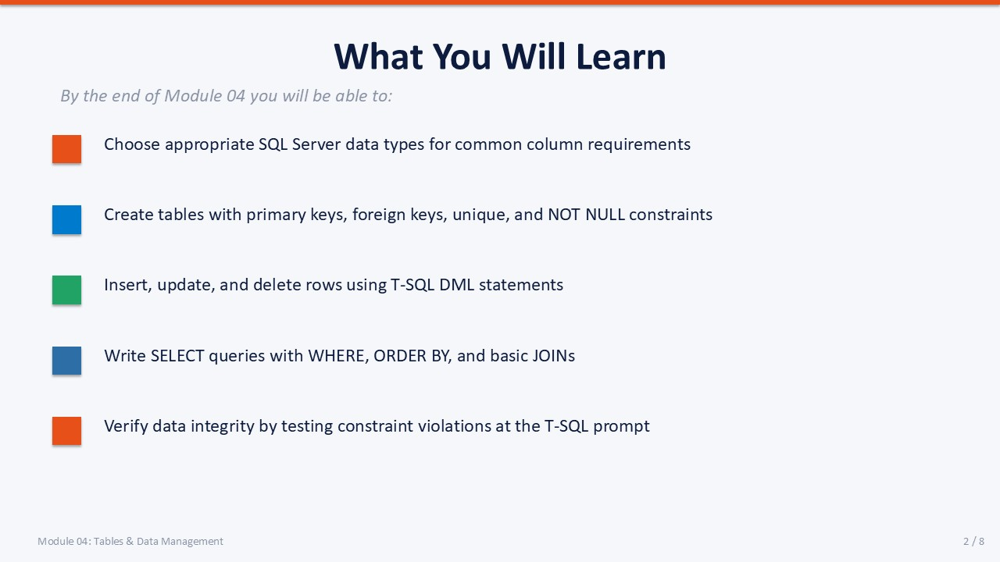 What You Will Learn
By the end of Module 04 you will be able to:
Choose appropriate SQL Server data types for common column requirements
Create tables with primary keys, foreign keys, unique, and NOT NULL constraints
Insert, update, and delete rows using T-SQL DML statements
Write SELECT queries with WHERE, ORDER BY, and basic JOINs
Verify data integrity by testing constraint violations at the T-SQL prompt
Module 04: Tables & Data Management
2 / 8